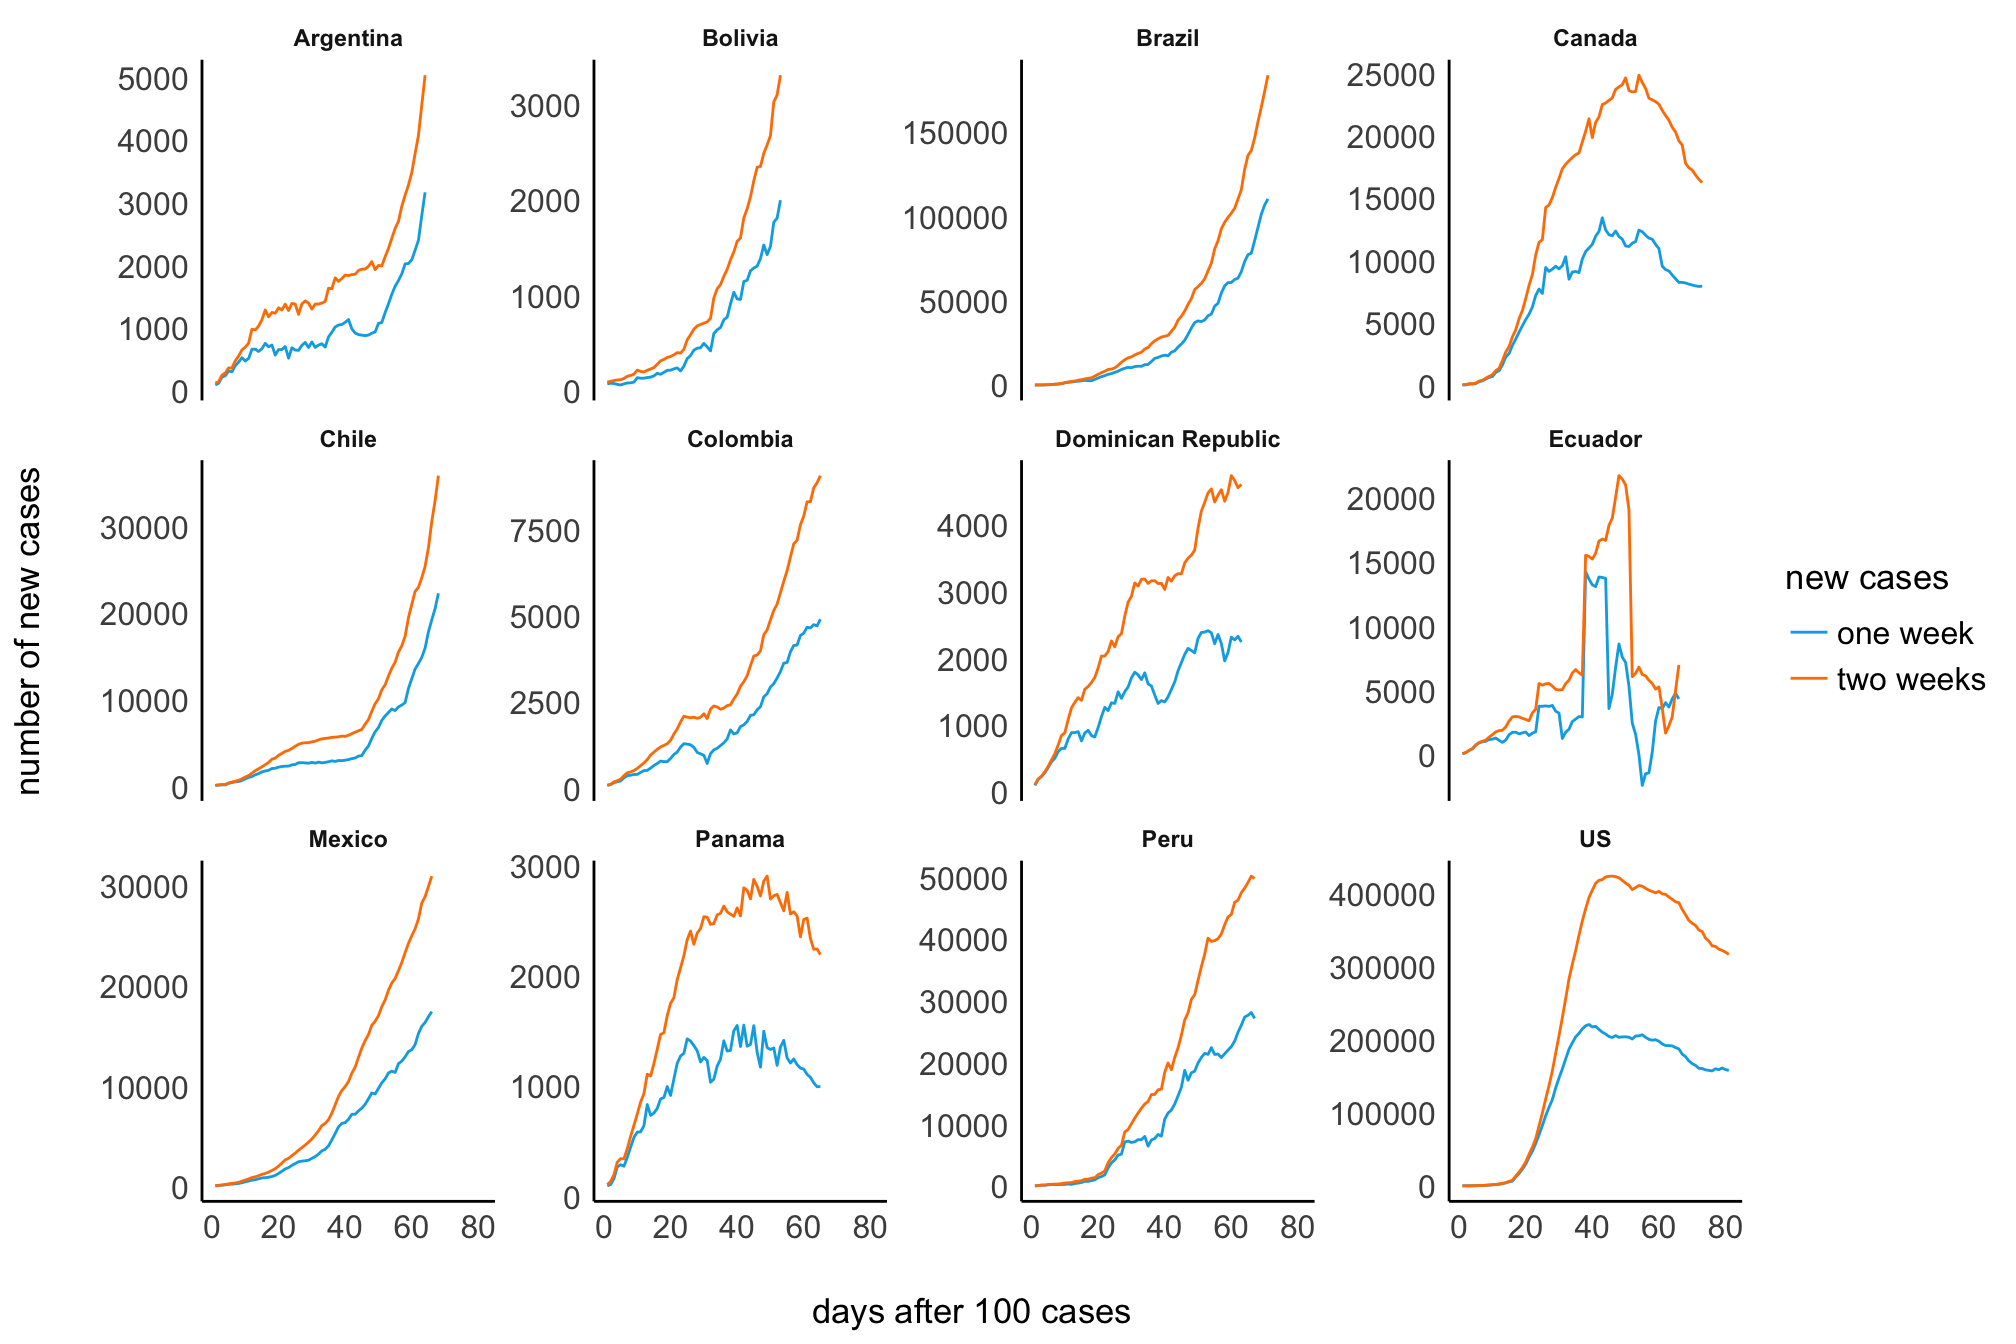 Argentina
Bolivia
Brazil
Canada
5000
4000
3000
2000
1000
0
3000
2000
1000
0
150000
100000
50000
0
25000
20000
15000
10000
5000
0
Chile
Colombia
Dominican Republic
Ecuador
30000
20000
10000
0
7500
5000
2500
0
4000
3000
2000
1000
0
20000
15000
10000
5000
0
Mexico
Panama
Peru
US
30000
20000
10000
0
3000
2000
1000
0
50000
40000
30000
20000
10000
0
400000
300000
200000
100000
0
0 20 40 60 80
0 20 40 60 80
0 20 40 60 80
0 20 40 60 80
number of new cases
days after 100 cases
new cases
one week
two weeks